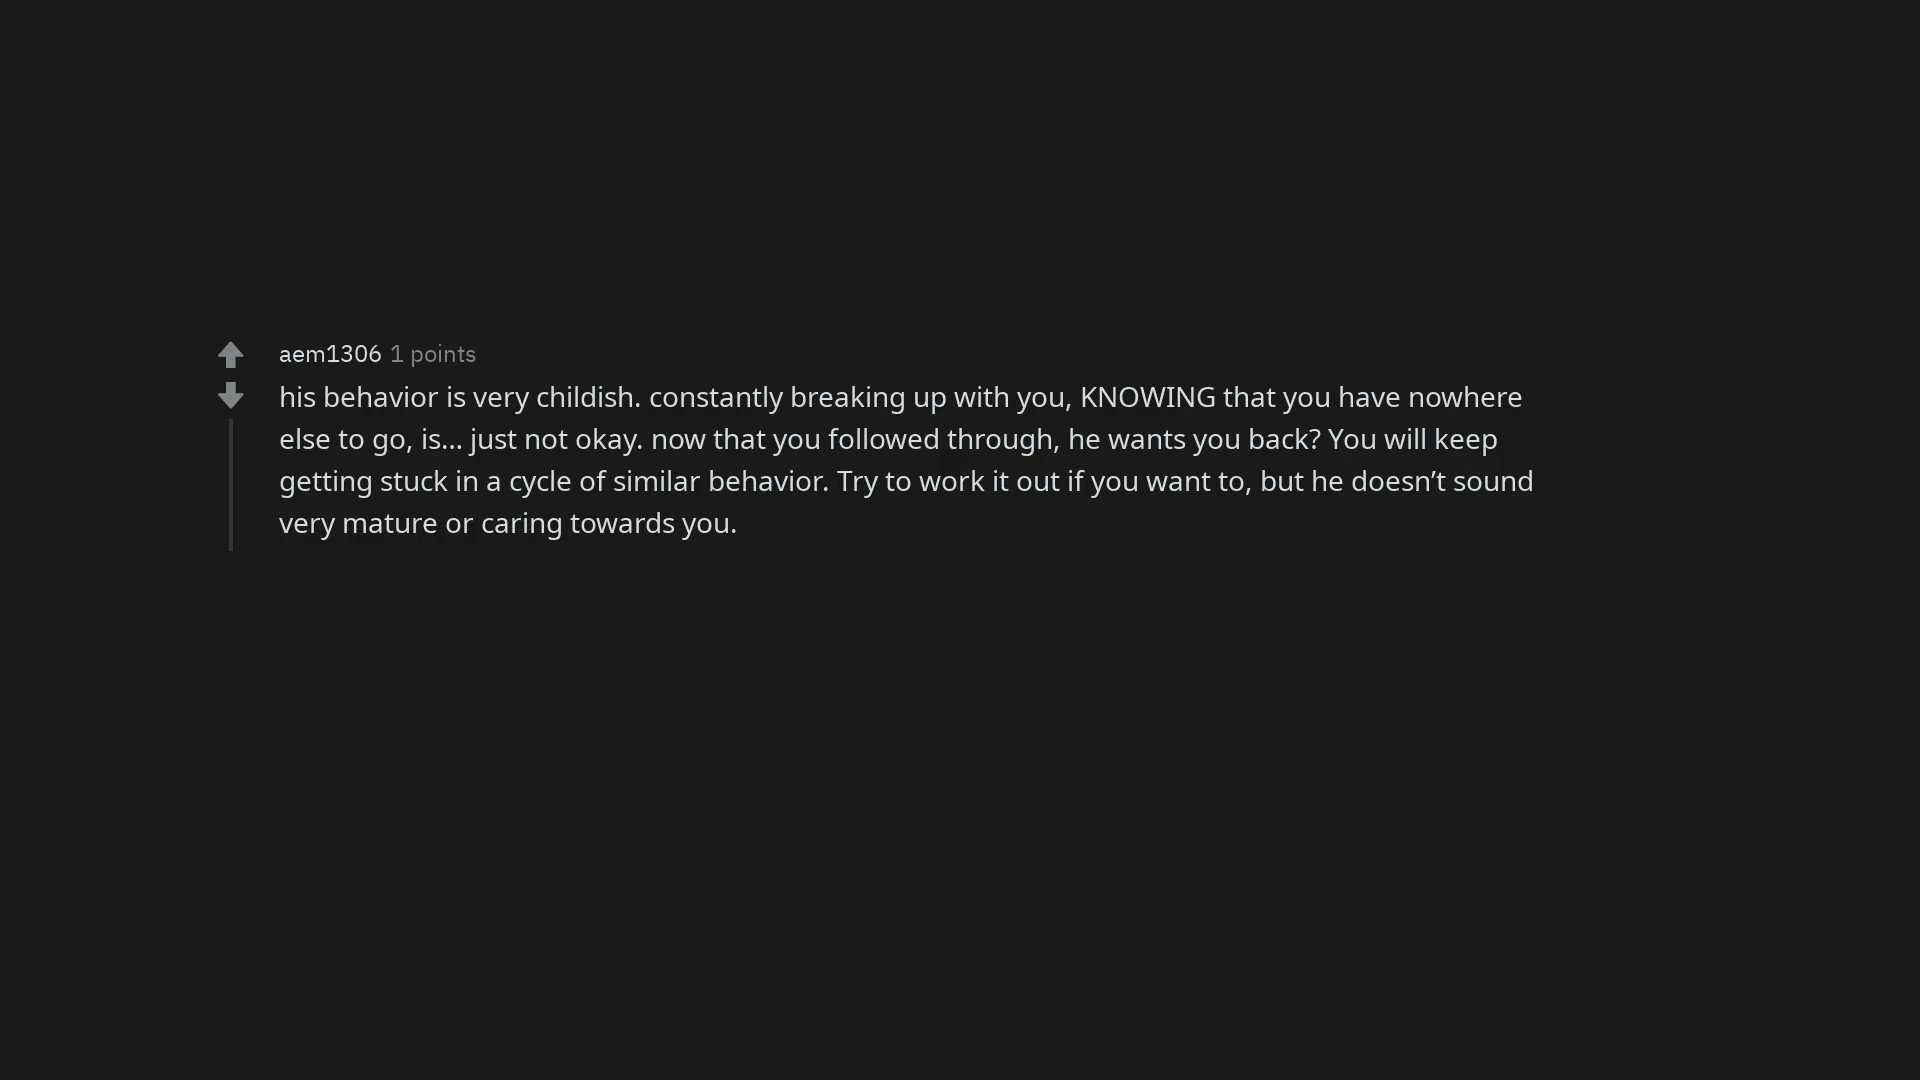 aem1306 1 points
his behavior is very childish. constantly breaking up with you, KNOWING that you have nowhere
else to go, is... just not okay. now that you followed through, he wants you back? You will keep
getting stuck in a cycle of similar behavior. Try to work it out if you want to, but he doesn’t sound
very mature or caring towards you.